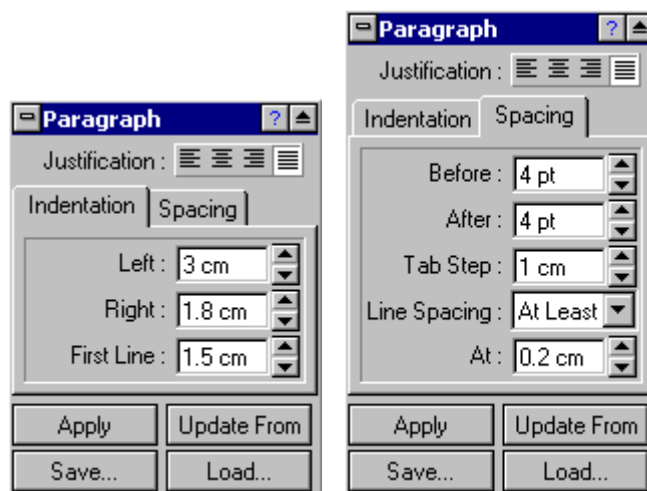 Paragraph ?
Justification :
Indentation Spacing
Left : 3 cm
Right : 1.8 cm
First Line : 1.5 cm
Apply Update From
Save... Load...
Paragraph ?
Justification :
Indentation Spacing
Before : 4 pt
After : 4 pt
Tab Step : 1 cm
Line Spacing : At Least
At : 0.2 cm
Apply Update From
Save... Load...